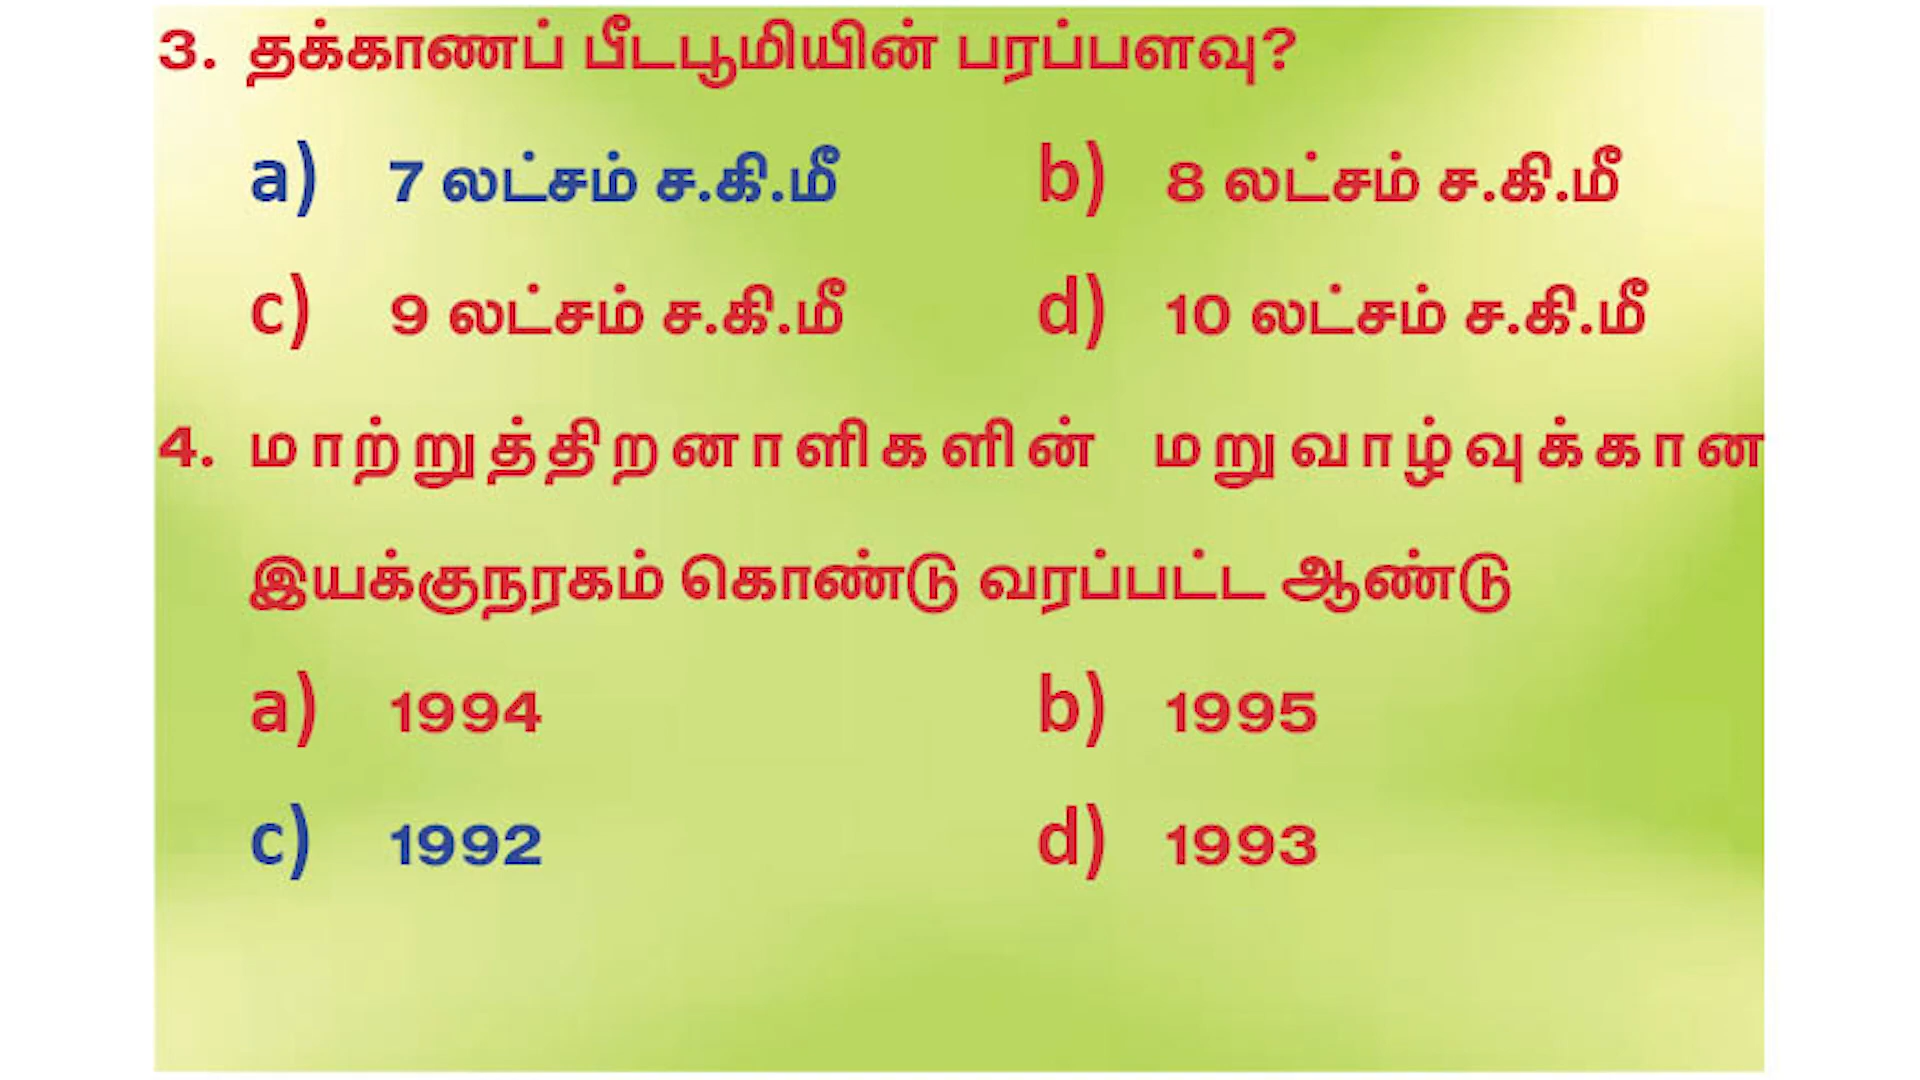 3. தக்காணப் பீடபூமியின் பரப்பளவு?
a) 7 லட்சம் ச.கி.மீ b) 8 லட்சம் ச.கி.மீ
c) 9 லட்சம் ச.கி.மீ d) 10 லட்சம் ச.கி.மீ
4. மாற்றுத்திறனாளிகளின் மறுவாழ்வுக்கான
இயக்குநரகம் கொண்டு வரப்பட்ட ஆண்டு
a) 1994 b) 1995
c) 1992 d) 1993